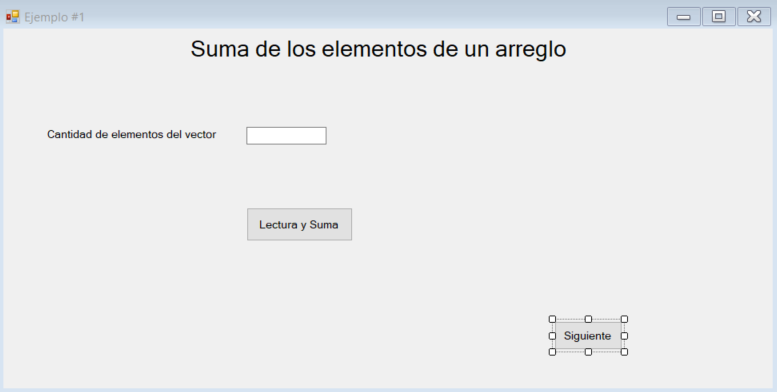 Ejemplo #1
Suma de los elementos de un arreglo
Cantidad de elementos del vector
Lectura y Suma
Siguiente